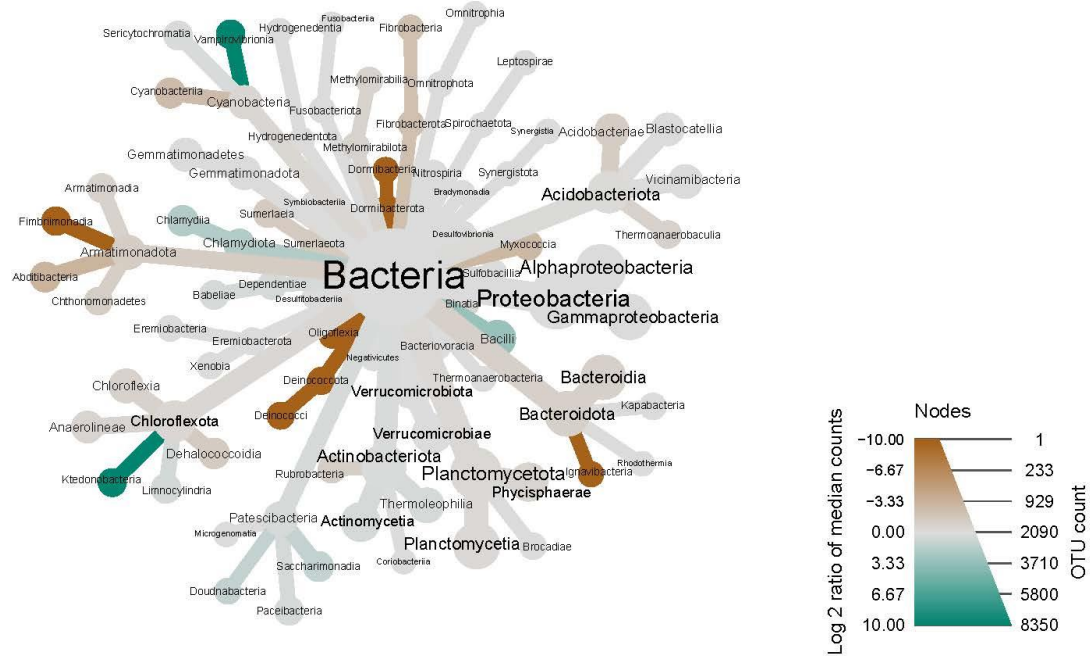 Omnitrophia
Fusobacteriia
Sericytochromatia
Vampirovibrionia
Hydrogenedentia
Fibrobacteria
Leptospirae
Cyanobacteriia
Methylomirabilia
Omnitrophota
Cyanobacteria
Fusobacteriota
Fibrobacterota
Spirochaetota
Synergistia
Acidobacteriae
Blastocatellia
Hydrogenedentota
Methylomirabilota
Gemmatimonadetes
Gemmatimonadota
Dormibacteria
Nitrospiria
Synergistota
Vicinamibacteria
Armatimonadia
Symbiobacteriia
Bradymonadia
Acidobacteriota
Fimbriimonadia
Chlamydiia
Sumerlaeia
Dormibacterota
Thermoanaerobaculia
Chlamydiota
Sumerlaeota
Desulfovibrionia
Myxococcia
Armatimonadota
Abditibacteria
Bacteria
Sulfobacillia
Alphaproteobacteria
Dependentiae
Babeliae
Desulfitobacteriia
Chthonomonadetes
Binatia
Proteobacteria
Gammaproteobacteria
Eremiobacteria
Eremiobacterota
Oligoflexia
Bacteriovoracia
Bacilli
Xenobia
Negativicutes
Chloroflexia
Deinococcota
Thermoanaerobacteria
Bacteroidia
Verrucomicrobiota
Kapabacteria
Deinococci
Bacteroidota
Anaerolineae
Chloroflexota
Verrucomicrobiae
Dehalococcoidia
Actinobacteriota
Rhodothermia
Ktedonobacteria
Rubrobacteria
Planctomycetota
Ignavibacteria
Limnocylindria
Phycisphaerae
Thermoleophilia
Patescibacteria
Actinomycetia
Microgenomatia
Planctomycetia
Brocadiae
Coriobacteriia
Saccharimonadia
Doudnabacteria
Paceibacteria
Nodes
Log 2 ratio of median counts
OTU count
−10.00 1
−6.67 233
−3.33 929
0.00 2090
3.33 3710
6.67 5800
10.00 8350